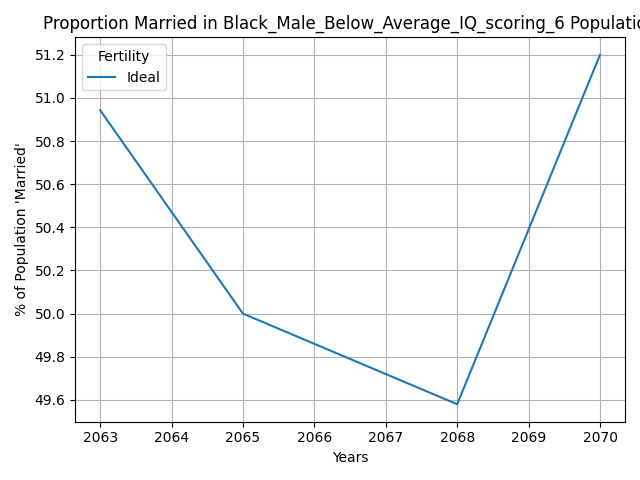 Proportion Married in Black_Male_Below_Average_IQ_scoring_6 Populatio
Fertility
Ideal
% of Population 'Married'
51.2
51.0
50.8
50.6
50.4
50.2
50.0
49.8
49.6
2063 2064 2065 2066 2067 2068 2069 2070
Years